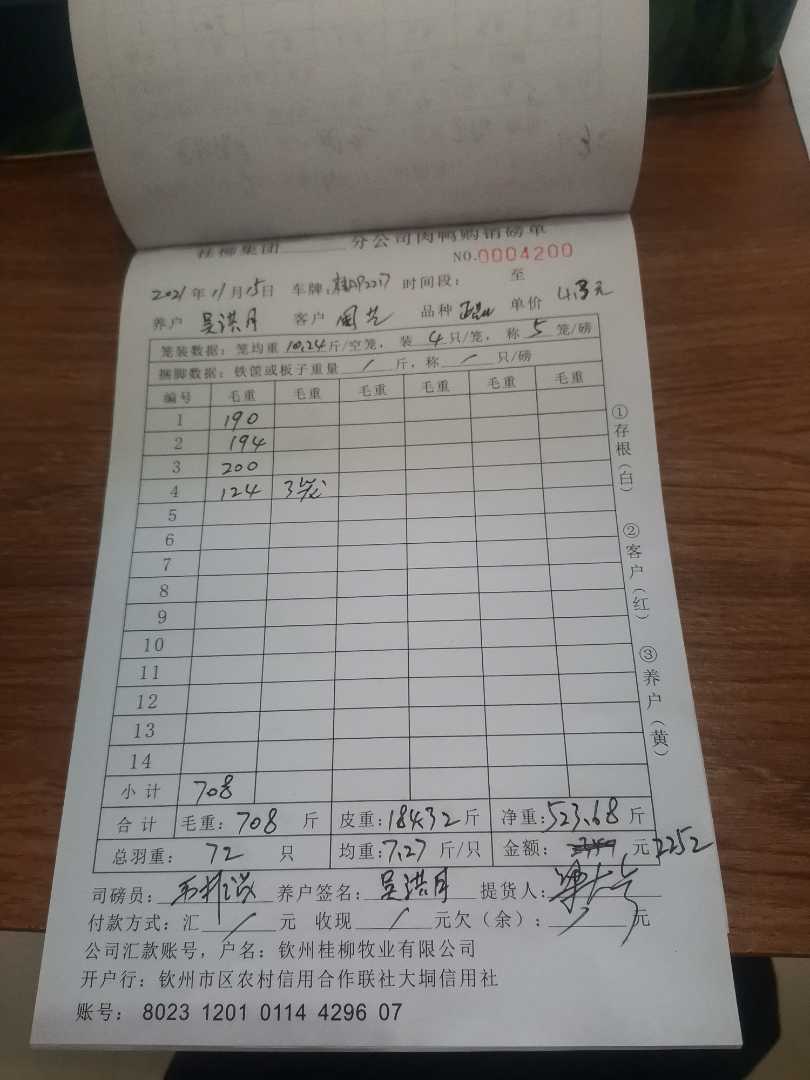 桂柳集团 分公司肉鸭购销磅单
NO.0004200
2021年11月15日 车牌: 时间段: 至
养户 吴洪月 客户 品种 单价 4.3元
笼装数据: 笼均重 10.24 斤/空笼, 装 4 只/笼, 称 5 笼/磅
捆脚数据: 铁筐或板子重量 / 斤, 称 / 只/磅
编号 毛重 毛重 毛重 毛重 毛重 毛重
1 190
2 194
3 200
4 124 3笼
5
6
7
8
9
10
11
12
13
14
小计 708
合计 毛重: 708 斤 皮重: 184.32 斤 净重: 523.68 斤
总羽重: 72 只 均重: 7.27 斤/只 金额: 元 2252
司磅员: 养户签名: 吴洪月 提货人:
付款方式: 汇 / 元 收现 / 元欠(余): / 元
公司汇款账号, 户名: 钦州桂柳牧业有限公司
开户行: 钦州市区农村信用合作联社大垌信用社
账号: 8023 1201 0114 4296 07
①存根(白)
②客户(红)
③养户(黄)